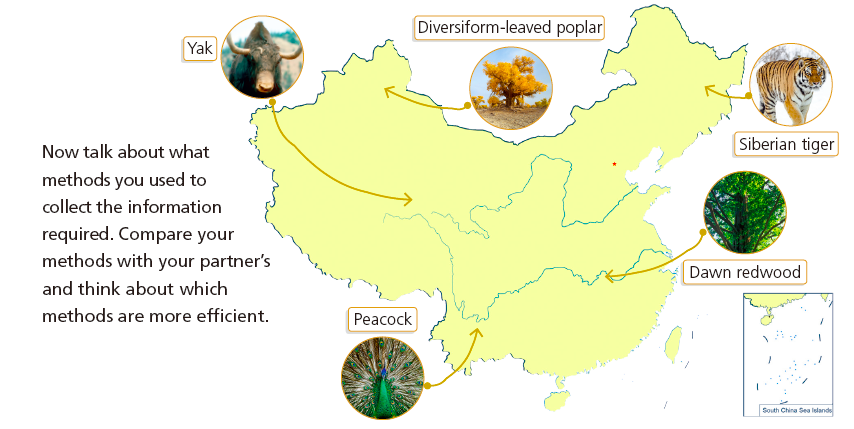 Yak
Diversiform-leaved poplar
Siberian tiger
Now talk about what
methods you used to
collect the information
required. Compare your
methods with your partner’s
and think about which
methods are more efficient.
Dawn redwood
Peacock
South China Sea Islands